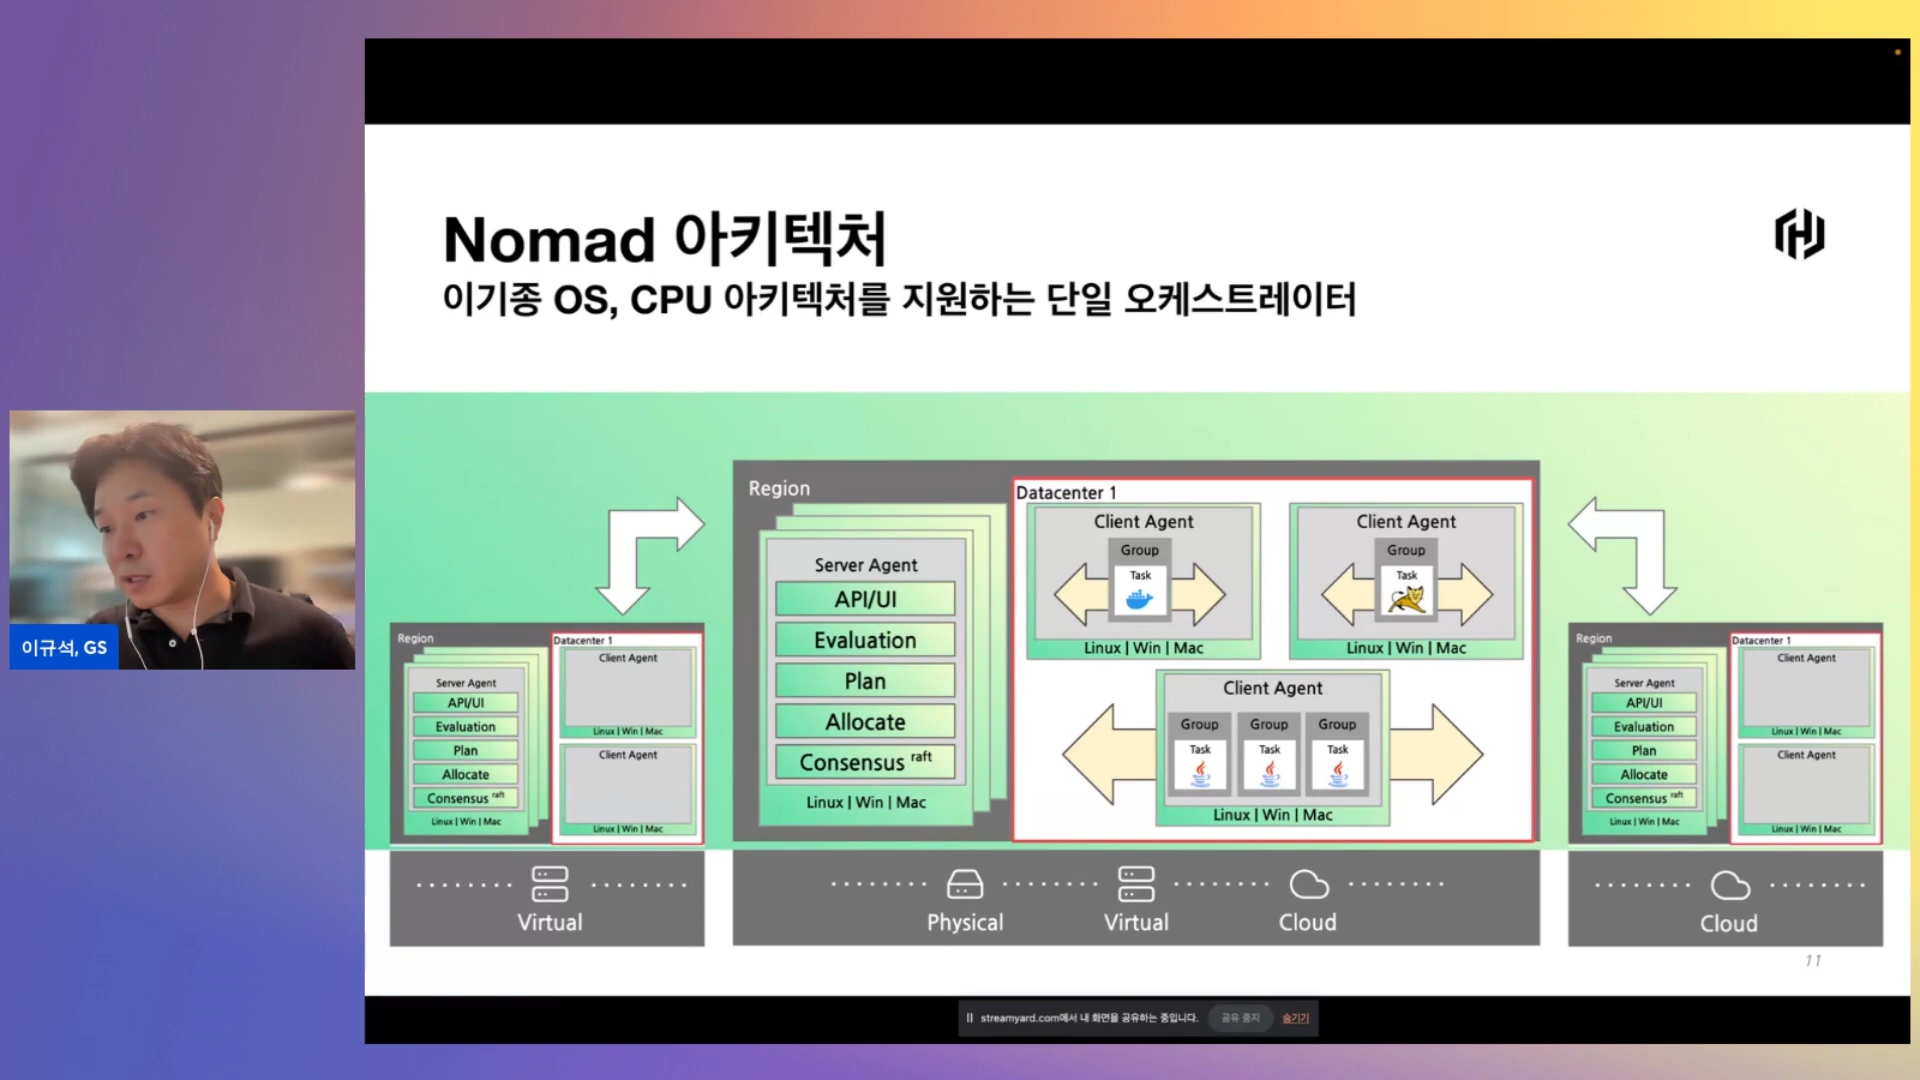 Nomad 아키텍처
이기종 OS, CPU 아키텍처를 지원하는 단일 오케스트레이터
이규석, GS
Region
Server Agent
API/UI
Evaluation
Plan
Allocate
Consensus raft
Linux | Win | Mac
Datacenter 1
Client Agent
Linux | Win | Mac
Client Agent
Linux | Win | Mac
Virtual
Region
Server Agent
API/UI
Evaluation
Plan
Allocate
Consensus raft
Linux | Win | Mac
Datacenter 1
Client Agent
Group
Task
Linux | Win | Mac
Client Agent
Group
Task
Linux | Win | Mac
Client Agent
Group Group Group
Task Task Task
Linux | Win | Mac
Physical Virtual Cloud
Region
Server Agent
API/UI
Evaluation
Plan
Allocate
Consensus raft
Linux | Win | Mac
Datacenter 1
Client Agent
Linux | Win | Mac
Client Agent
Linux | Win | Mac
Cloud
11
streamyard.com에서 내 화면을 공유하는 중입니다. 공유 중지 숨기기